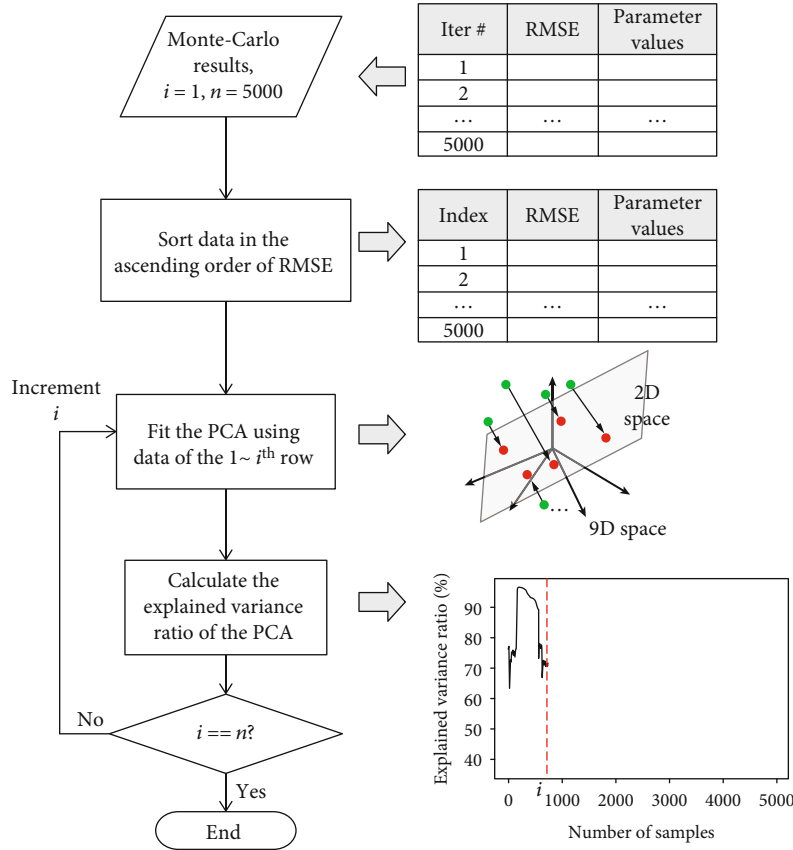 Monte-Carlo
results,
i = 1, n = 5000
Iter # RMSE Parameter values
1
2
... ... ...
5000
Sort data in the
ascending order of RMSE
Index RMSE Parameter values
1
2
... ... ...
5000
Increment
i
Fit the PCA using
data of the 1~ i^th row
2D
space
...
9D space
Calculate the
explained variance
ratio of the PCA
Explained variance ratio (%)
90
80
70
60
50
40
i
0 1000 2000 3000 4000 5000
Number of samples
No
i == n?
Yes
End